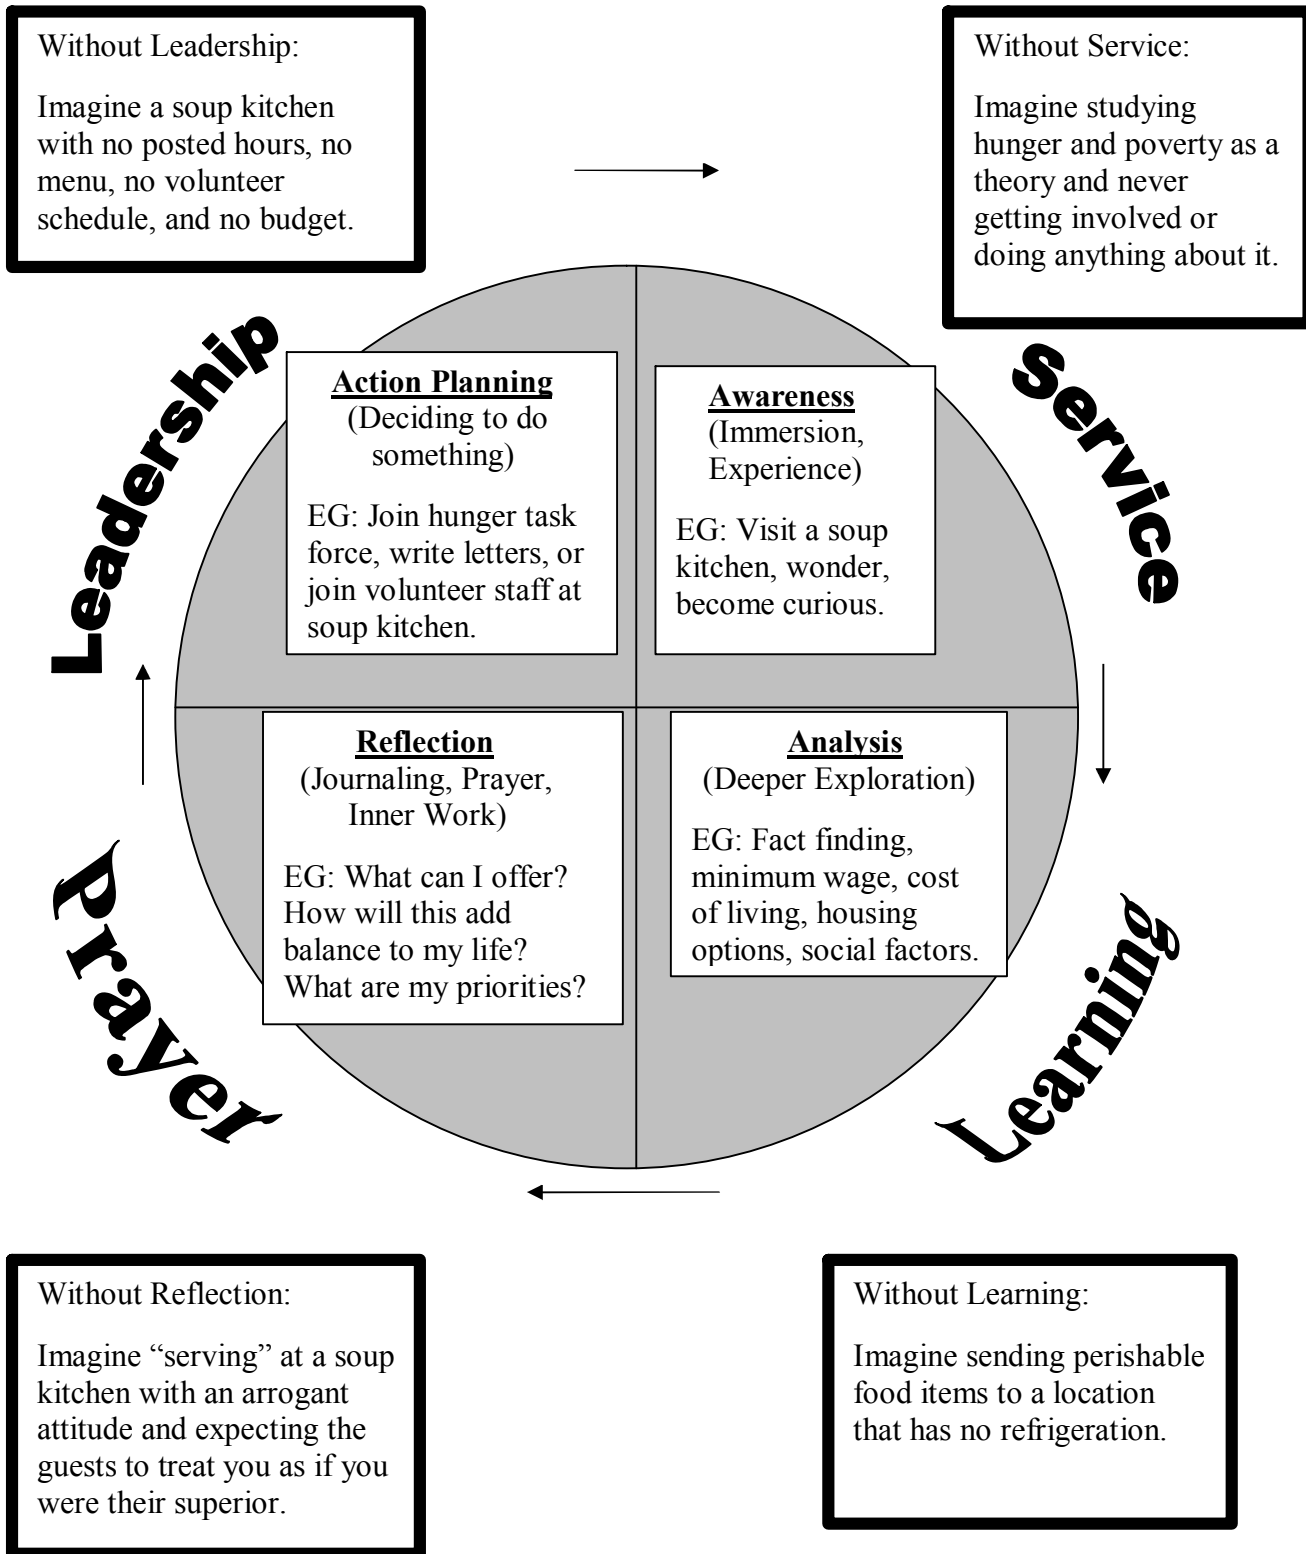 Without Leadership:
Imagine a soup kitchen
with no posted hours, no
menu, no volunteer
schedule, and no budget.
Without Service:
Imagine studying
hunger and poverty as a
theory and never
getting involved or
doing anything about it.
Leadership
Service
Action Planning
(Deciding to do
something)
EG: Join hunger task
force, write letters, or
join volunteer staff at
soup kitchen.
Awareness
(Immersion,
Experience)
EG: Visit a soup
kitchen, wonder,
become curious.
Reflection
(Journaling, Prayer,
Inner Work)
EG: What can I offer?
How will this add
balance to my life?
What are my priorities?
Analysis
(Deeper Exploration)
EG: Fact finding,
minimum wage, cost
of living, housing
options, social factors.
Prayer
Learning
Without Reflection:
Imagine “serving” at a soup
kitchen with an arrogant
attitude and expecting the
guests to treat you as if you
were their superior.
Without Learning:
Imagine sending perishable
food items to a location
that has no refrigeration.